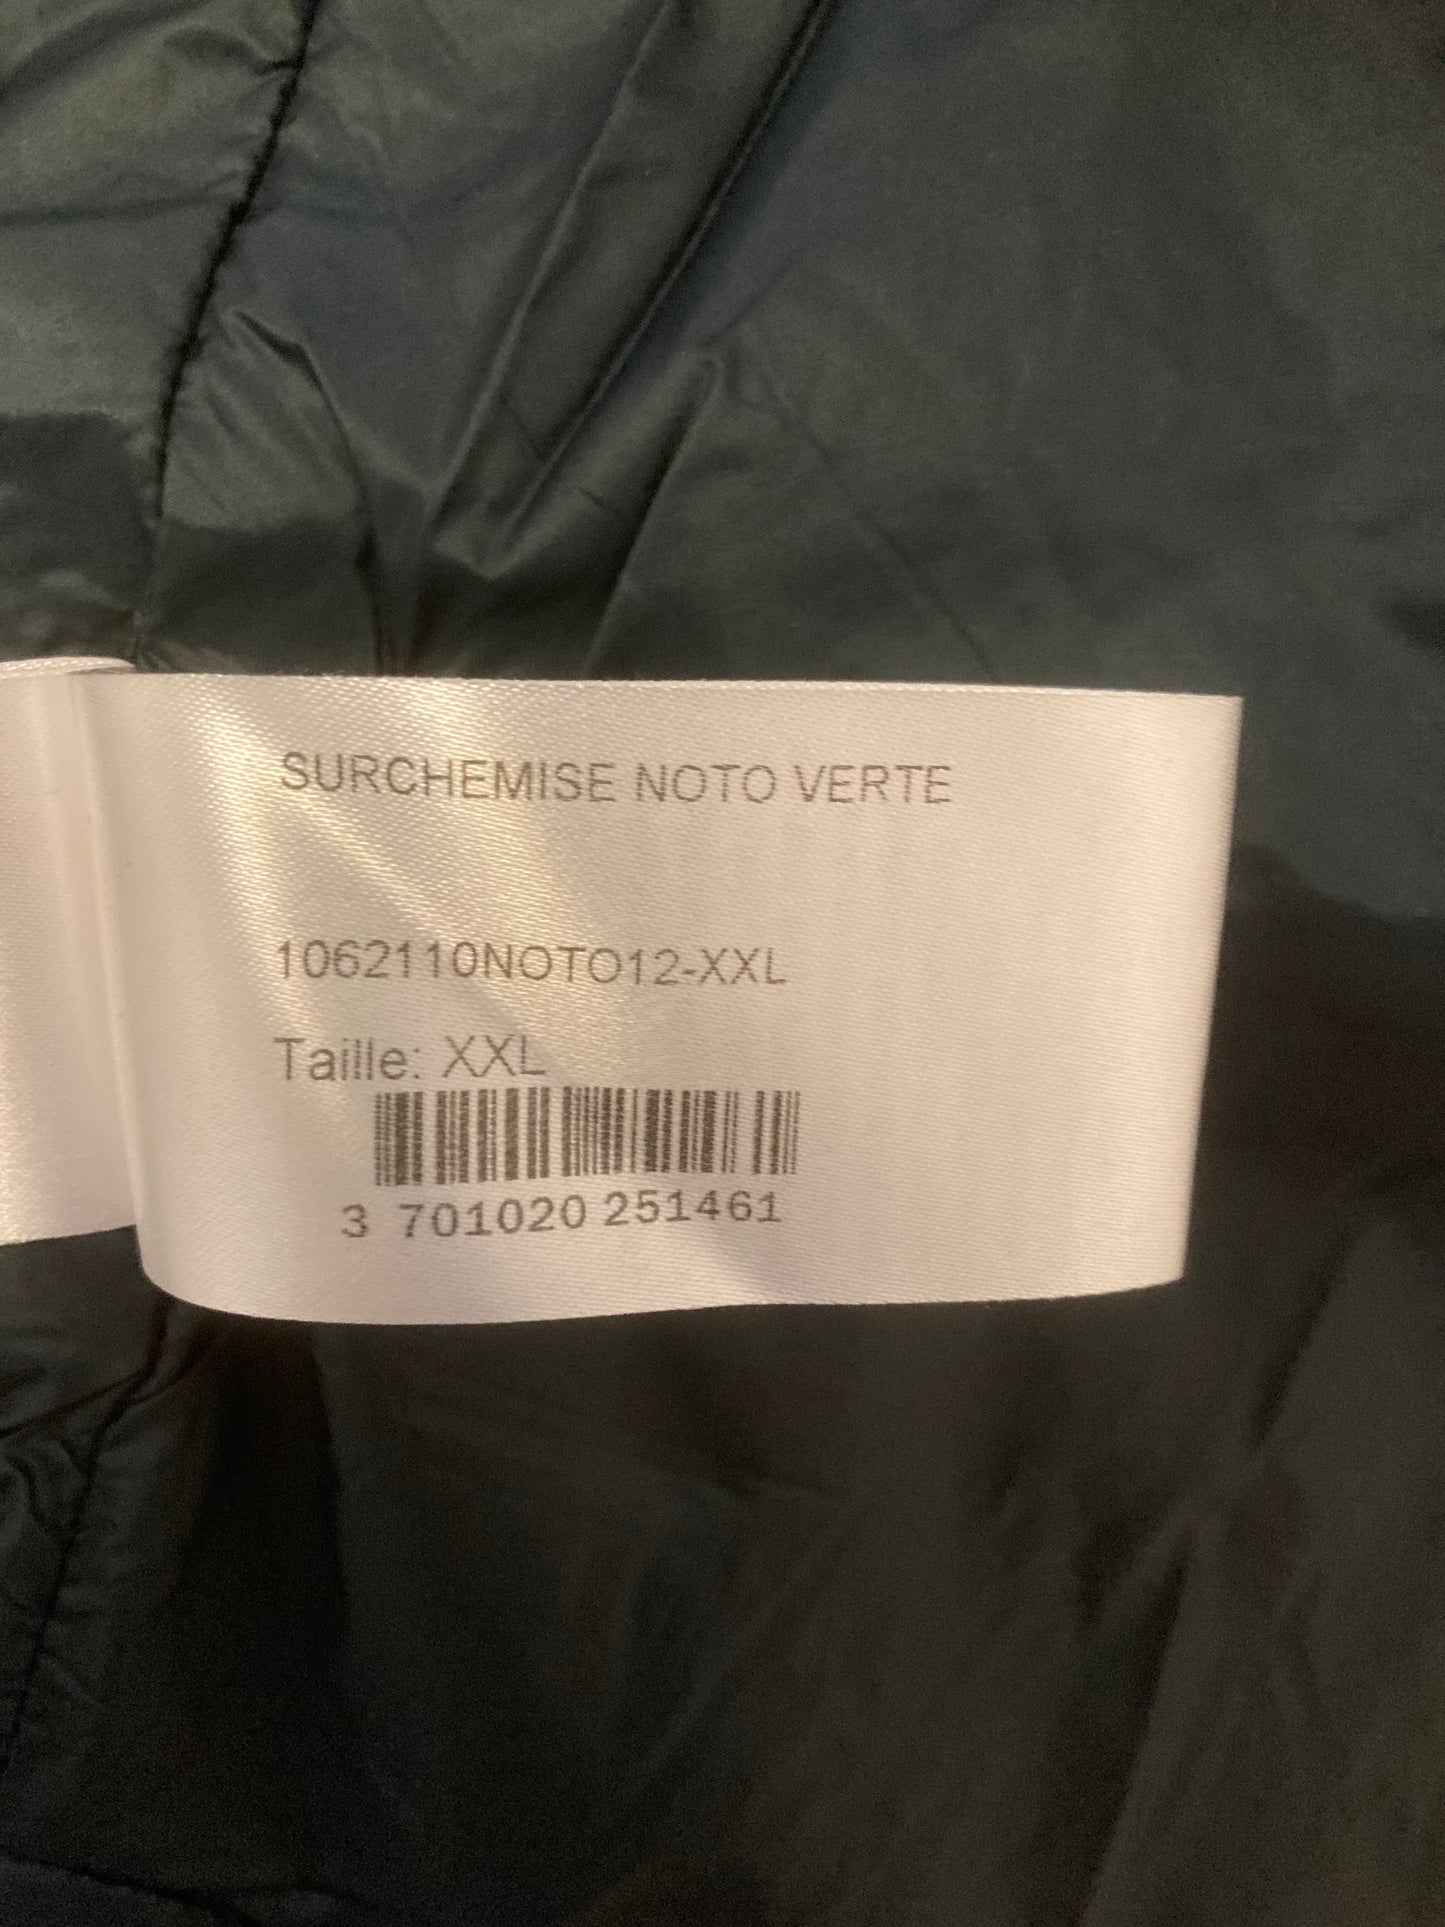 SURCHEMISE NOTO VERTE
1062110NOTO12-XXL
Taille: XXL
3 701020 251461